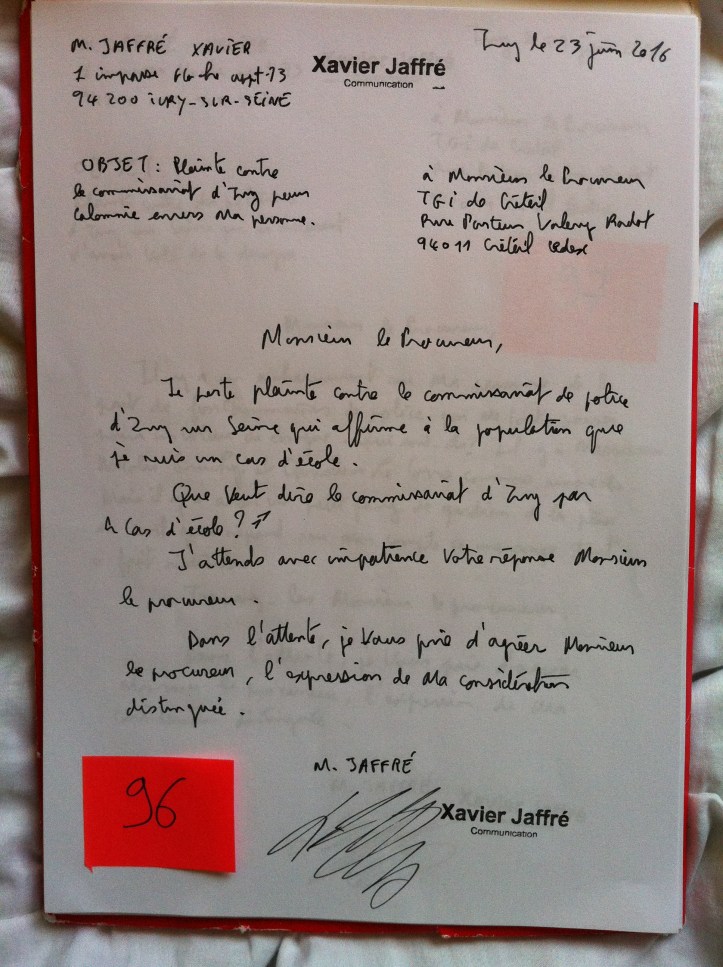 M. JAFFRÉ XAVIER
1 impasse appt 73
94200 IVRY-SUR-SEINE
Xavier Jaffré
Communication
Ivry le 23 juin 2016
OBJET : Plainte contre
le commissariat d'Ivry pour
calomnie envers ma personne.
à Monsieur le Procureur
TGI de Créteil
Rue Pasteur Valery Radot
94011 Créteil cedex
Monsieur le Procureur,
Je porte plainte contre le commissariat de police
d'Ivry sur Seine qui affirme à la population que
je suis un cas d'école.
Que veut dire le commissariat d'Ivry par
« cas d'école ? »
J'attends avec impatience votre réponse Monsieur
le procureur.
Dans l'attente, je vous prie d'agréer Monsieur
le procureur, l'expression de ma considération
distinguée.
M. JAFFRÉ
Xavier Jaffré
Communication
96